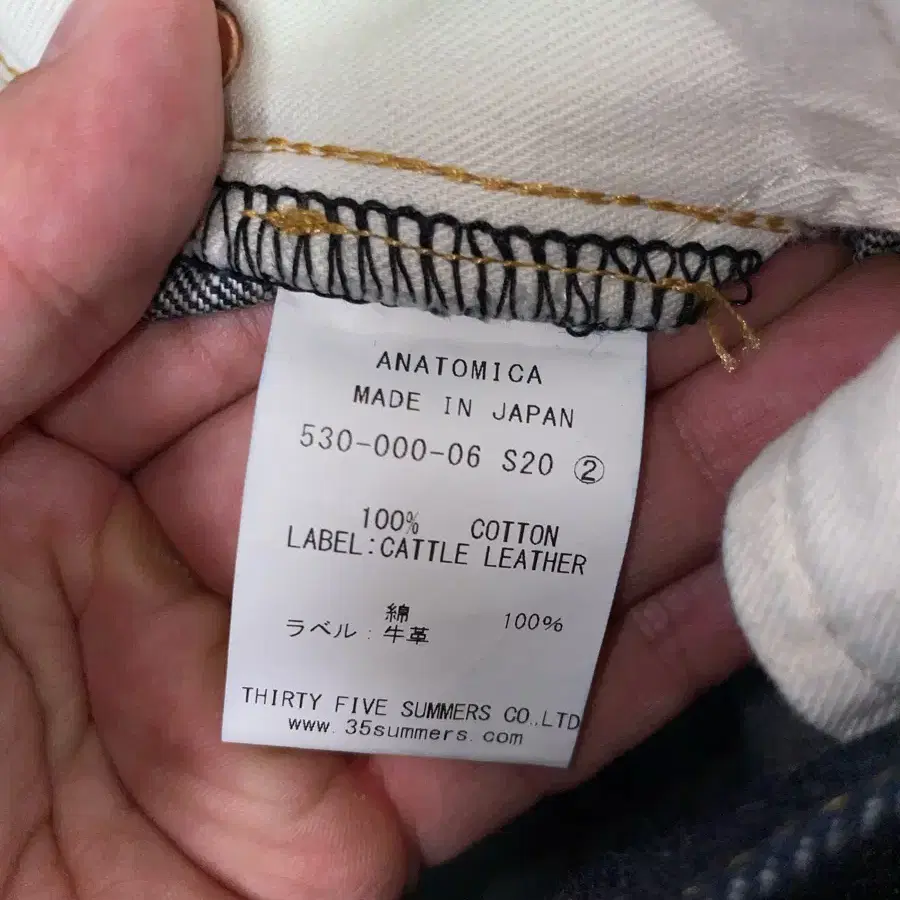 ANATOMICA
MADE IN JAPAN
530-000-06 S20 ②
100% COTTON
LABEL:CATTLE LEATHER
綿 100%
ラベル:牛革
THIRTY FIVE SUMMERS CO.,LTD
www.35summers.com